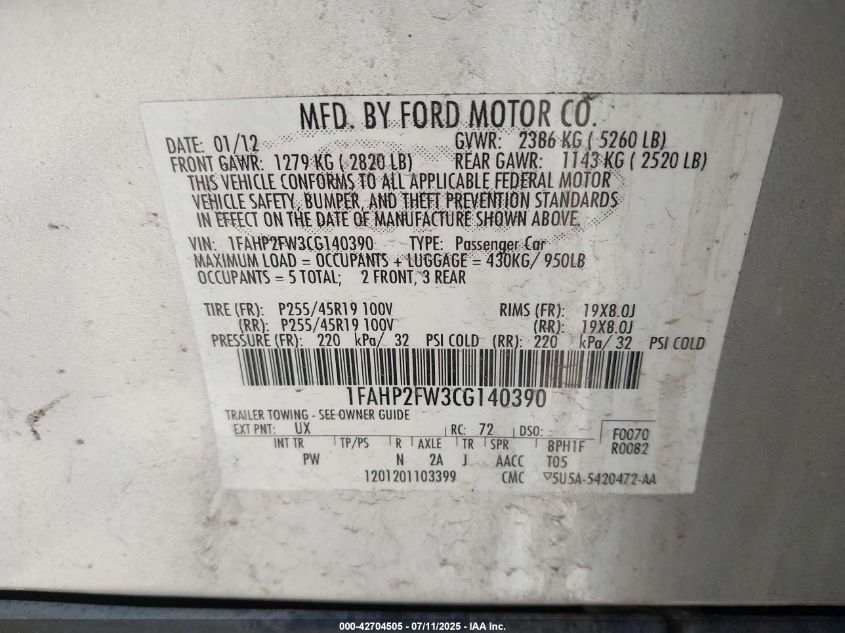 MFD. BY FORD MOTOR CO.
DATE: 01/12 GVWR: 2386 KG ( 5260 LB)
FRONT GAWR: 1279 KG ( 2820 LB) REAR GAWR: 1143 KG ( 2520 LB)
THIS VEHICLE CONFORMS TO ALL APPLICABLE FEDERAL MOTOR
VEHICLE SAFETY, BUMPER, AND THEFT PREVENTION STANDARDS
IN EFFECT ON THE DATE OF MANUFACTURE SHOWN ABOVE.
VIN: 1FAHP2FW3CG140390 TYPE: Passenger Car
MAXIMUM LOAD = OCCUPANTS + LUGGAGE = 430KG/ 950LB
OCCUPANTS = 5 TOTAL; 2 FRONT, 3 REAR
TIRE (FR): P255/45R19 100V RIMS (FR): 19X8.0J
(RR): P255/45R19 100V (RR): 19X8.0J
PRESSURE (FR): 220 kPa/ 32 PSI COLD (RR): 220 kPa/ 32 PSI COLD
1FAHP2FW3CG140390
TRAILER TOWING - SEE OWNER GUIDE
EXT PNT: UX RC: 72 DSO: F0070
INT TR TP/PS R AXLE TR SPR BPH1F R0082
PW N 2A J AACC T05
1201201103399 CMC ▽5U5A-5420472-AA
000-42704505 - 07/11/2025 - IAA Inc.